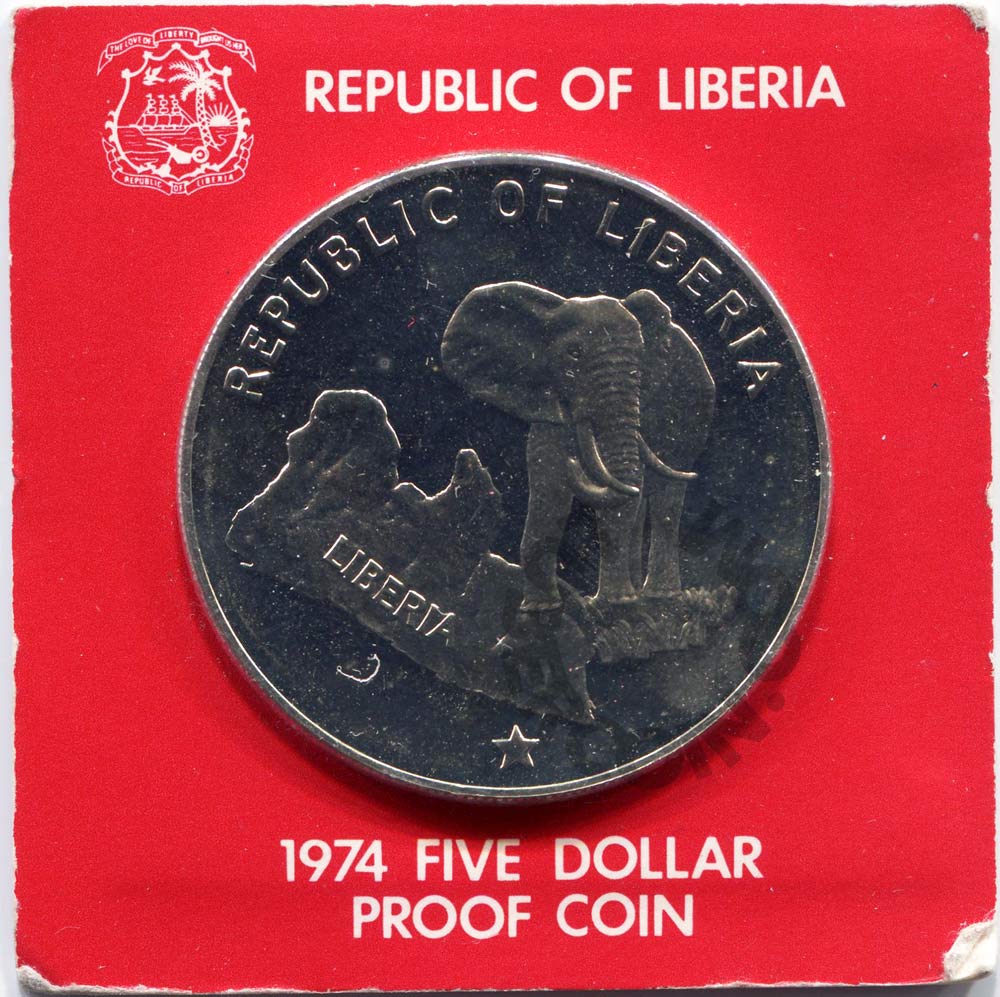 THE LOVE OF LIBERTY BROUGHT US HERE
REPUBLIC OF LIBERIA
REPUBLIC OF LIBERIA
REPUBLIC OF LIBERIA
LIBERIA
1974 FIVE DOLLAR
PROOF COIN